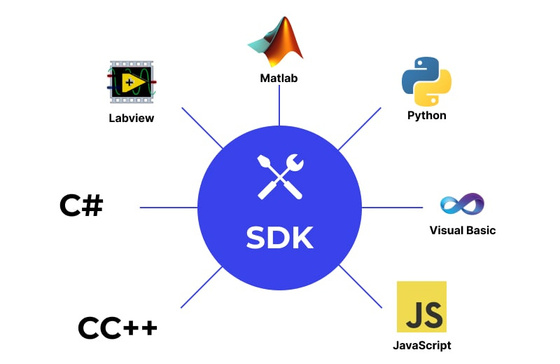 Matlab
Labview
Python
C#
SDK
Visual Basic
CC++
JS
JavaScript